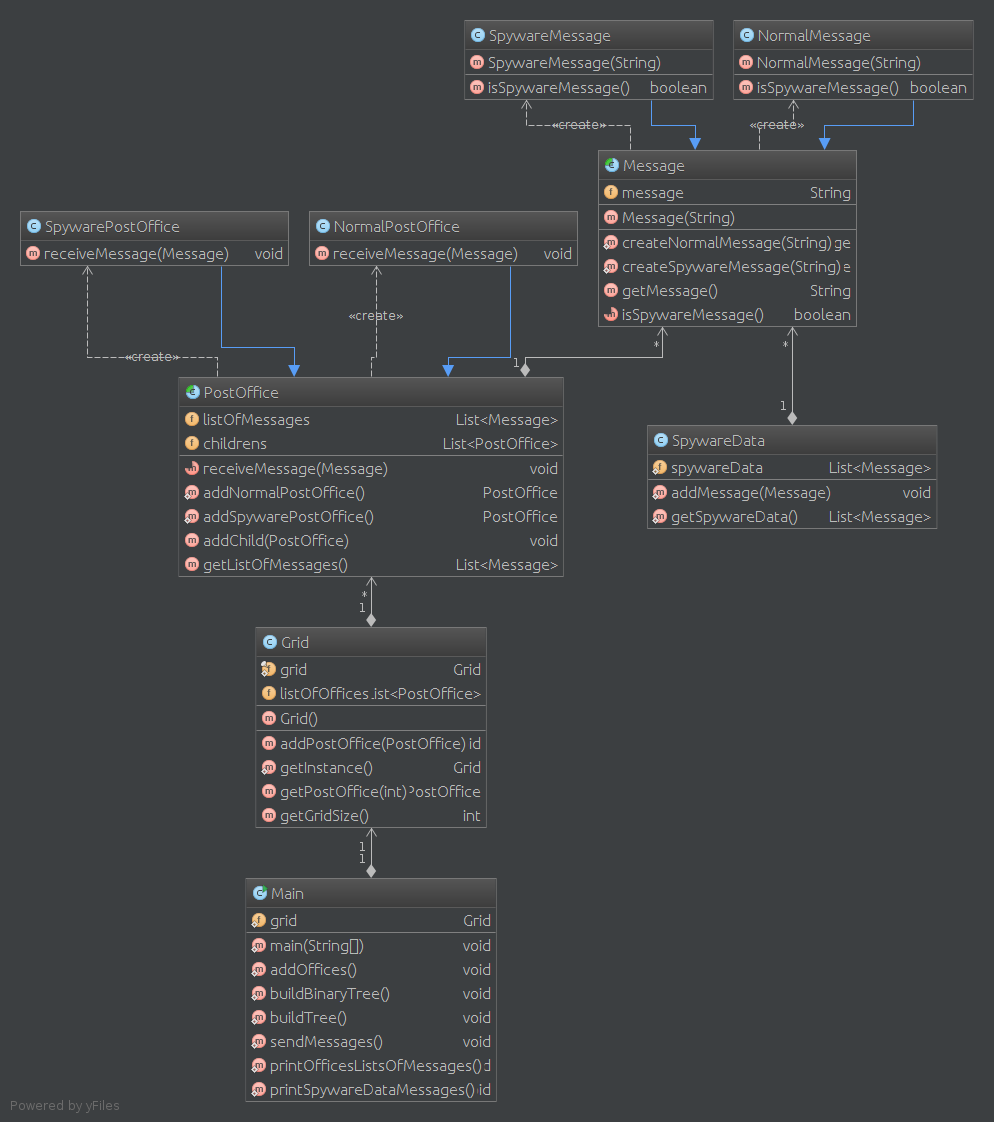 SpywareMessage
SpywareMessage(String)
isSpywareMessage() boolean
NormalMessage
NormalMessage(String)
isSpywareMessage() boolean
«create»
«create»
Message
message String
Message(String)
createNormalMessage(String) ge
createSpywareMessage(String) e
getMessage() String
isSpywareMessage() boolean
SpywarePostOffice
receiveMessage(Message) void
NormalPostOffice
receiveMessage(Message) void
«create»
«create»
*
1
*
1
PostOffice
listOfMessages List<Message>
childrens List<PostOffice>
receiveMessage(Message) void
addNormalPostOffice() PostOffice
addSpywarePostOffice() PostOffice
addChild(PostOffice) void
getListOfMessages() List<Message>
SpywareData
spywareData List<Message>
addMessage(Message) void
getSpywareData() List<Message>
*
1
Grid
grid Grid
listOfOffices ist<PostOffice>
Grid()
addPostOffice(PostOffice) id
getInstance() Grid
getPostOffice(int) ostOffice
getGridSize() int
1
1
Main
grid Grid
main(String[]) void
addOffices() void
buildBinaryTree() void
buildTree() void
sendMessages() void
printOfficesListsOfMessages() d
printSpywareDataMessages() id
Powered by yFiles